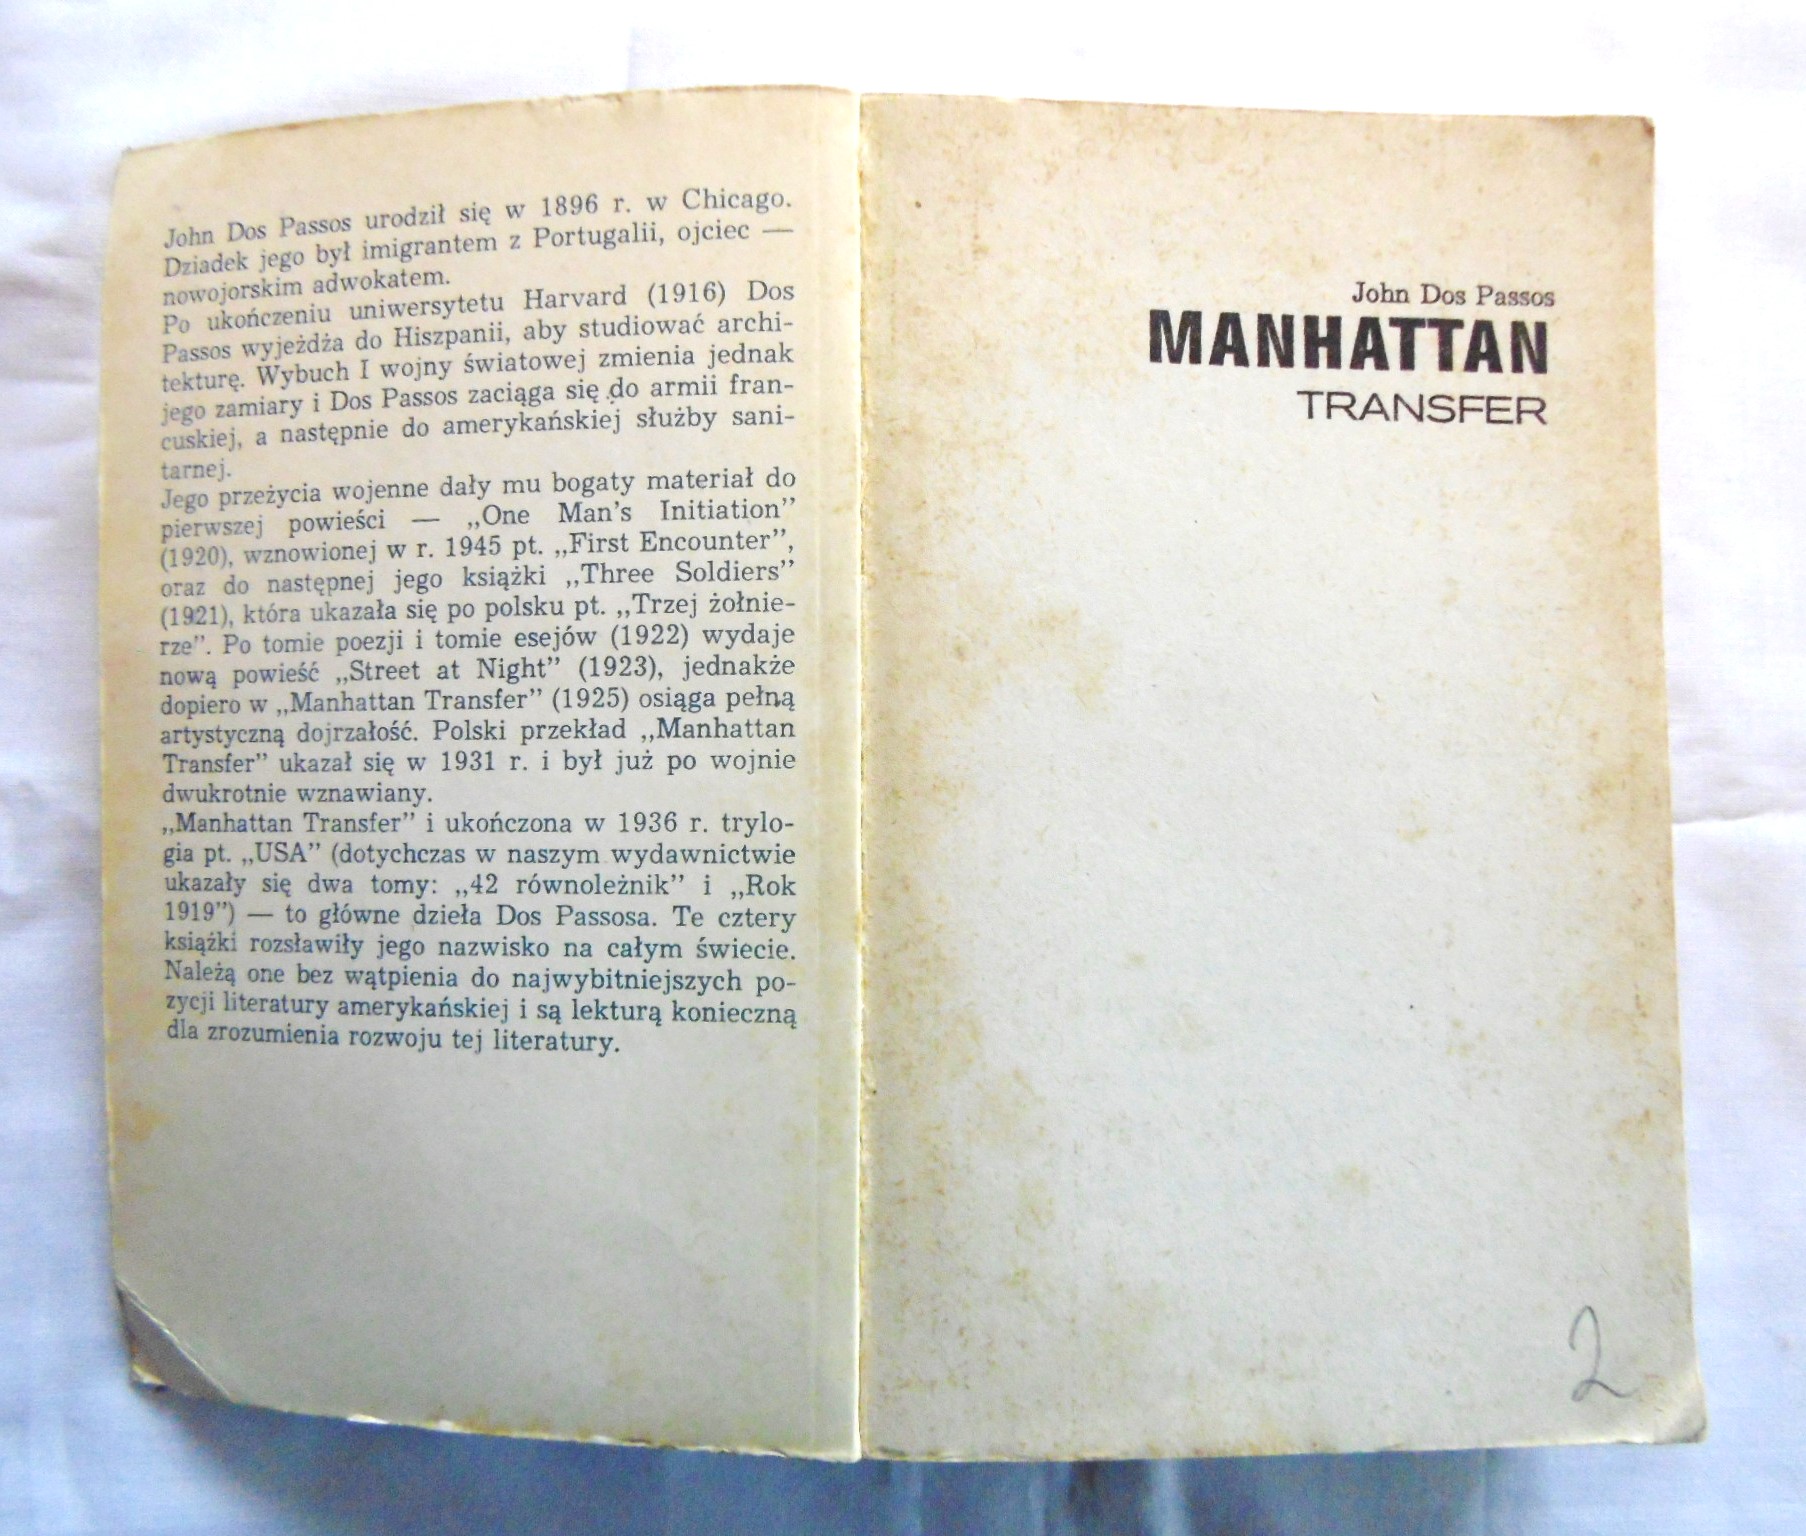 John Dos Passos urodził się w 1896 r. w Chicago.
Dziadek jego był imigrantem z Portugalii, ojciec —
nowojorskim adwokatem.
Po ukończeniu uniwersytetu Harvard (1916) Dos
Passos wyjeżdża do Hiszpanii, aby studiować archi-
tekturę. Wybuch I wojny światowej zmienia jednak
jego zamiary i Dos Passos zaciąga się do armii fran-
cuskiej, a następnie do amerykańskiej służby sani-
tarnej.
Jego przeżycia wojenne dały mu bogaty materiał do
pierwszej powieści — „One Man's Initiation”
(1920), wznowionej w r. 1945 pt. „First Encounter”,
oraz do następnej jego książki „Three Soldiers”
(1921), która ukazała się po polsku pt. „Trzej żołnie-
rze”. Po tomie poezji i tomie esejów (1922) wydaje
nową powieść „Street at Night” (1923), jednakże
dopiero w „Manhattan Transfer” (1925) osiąga pełną
artystyczną dojrzałość. Polski przekład „Manhattan
Transfer” ukazał się w 1931 r. i był już po wojnie
dwukrotnie wznawiany.
„Manhattan Transfer” i ukończona w 1936 r. trylo-
gia pt. „USA” (dotychczas w naszym wydawnictwie
ukazały się dwa tomy: „42 równoleżnik” i „Rok
1919”) — to główne dzieła Dos Passosa. Te cztery
książki rozsławiły jego nazwisko na całym świecie.
Należą one bez wątpienia do najwybitniejszych po-
zycji literatury amerykańskiej i są lekturą konieczną
dla zrozumienia rozwoju tej literatury.
John Dos Passos
MANHATTAN
TRANSFER
2